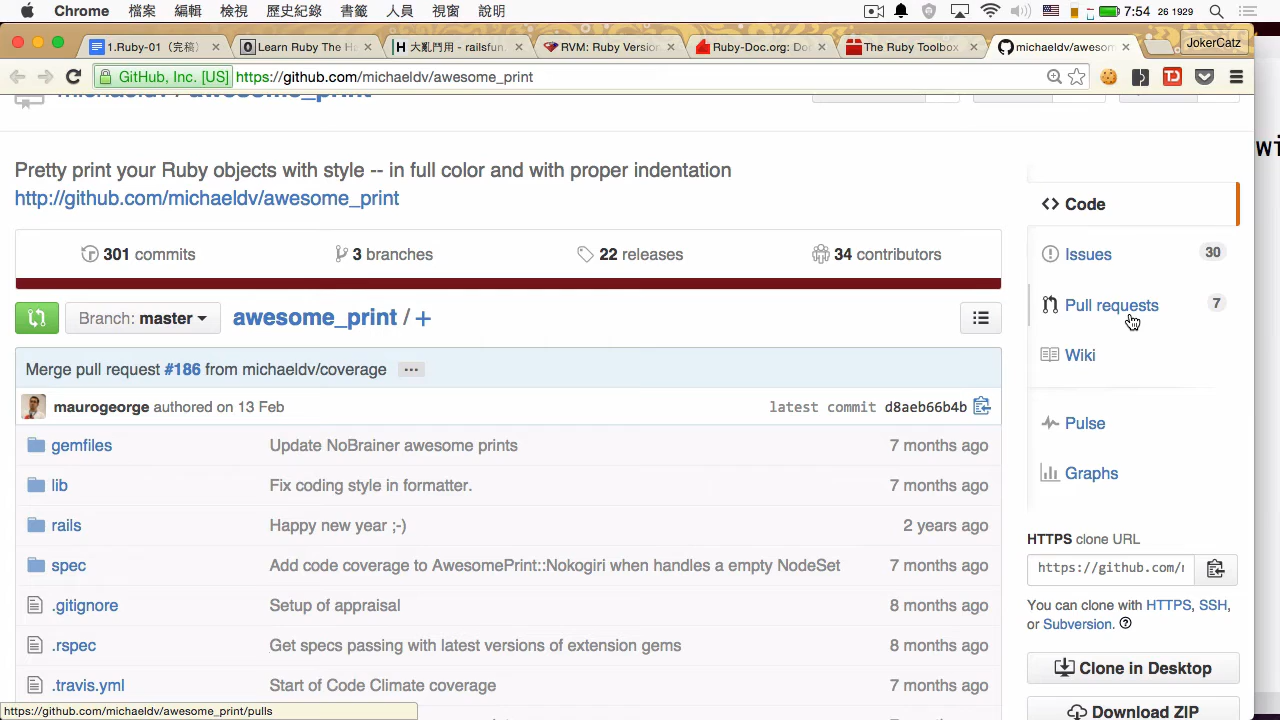 Chrome 檔案 編輯 檢視 歷史紀錄 書籤 人員 視窗 說明 7:54 26 1929
1.Ruby-01（完稿） × Learn Ruby The Ha × 大亂鬥用 - railsfun. × RVM: Ruby Version × Ruby-Doc.org: Do × The Ruby Toolbox × michaeldv/awesom × JokerCatz
GitHub, Inc. [US] https://github.com/michaeldv/awesome_print
michaeldv / awesome_print
Pretty print your Ruby objects with style -- in full color and with proper indentation
http://github.com/michaeldv/awesome_print
301 commits 3 branches 22 releases 34 contributors
Branch: master awesome_print / +
Merge pull request #186 from michaeldv/coverage ...
maurogeorge authored on 13 Feb latest commit d8aeb66b4b
gemfiles Update NoBrainer awesome prints 7 months ago
lib Fix coding style in formatter. 7 months ago
rails Happy new year ;-) 2 years ago
spec Add code coverage to AwesomePrint::Nokogiri when handles a empty NodeSet 7 months ago
.gitignore Setup of appraisal 8 months ago
.rspec Get specs passing with latest versions of extension gems 8 months ago
.travis.yml Start of Code Climate coverage 7 months ago
https://github.com/michaeldv/awesome_print/pulls
Code
Issues 30
Pull requests 7
Wiki
Pulse
Graphs
HTTPS clone URL
https://github.com/
You can clone with HTTPS, SSH,
or Subversion.
Clone in Desktop
Download ZIP